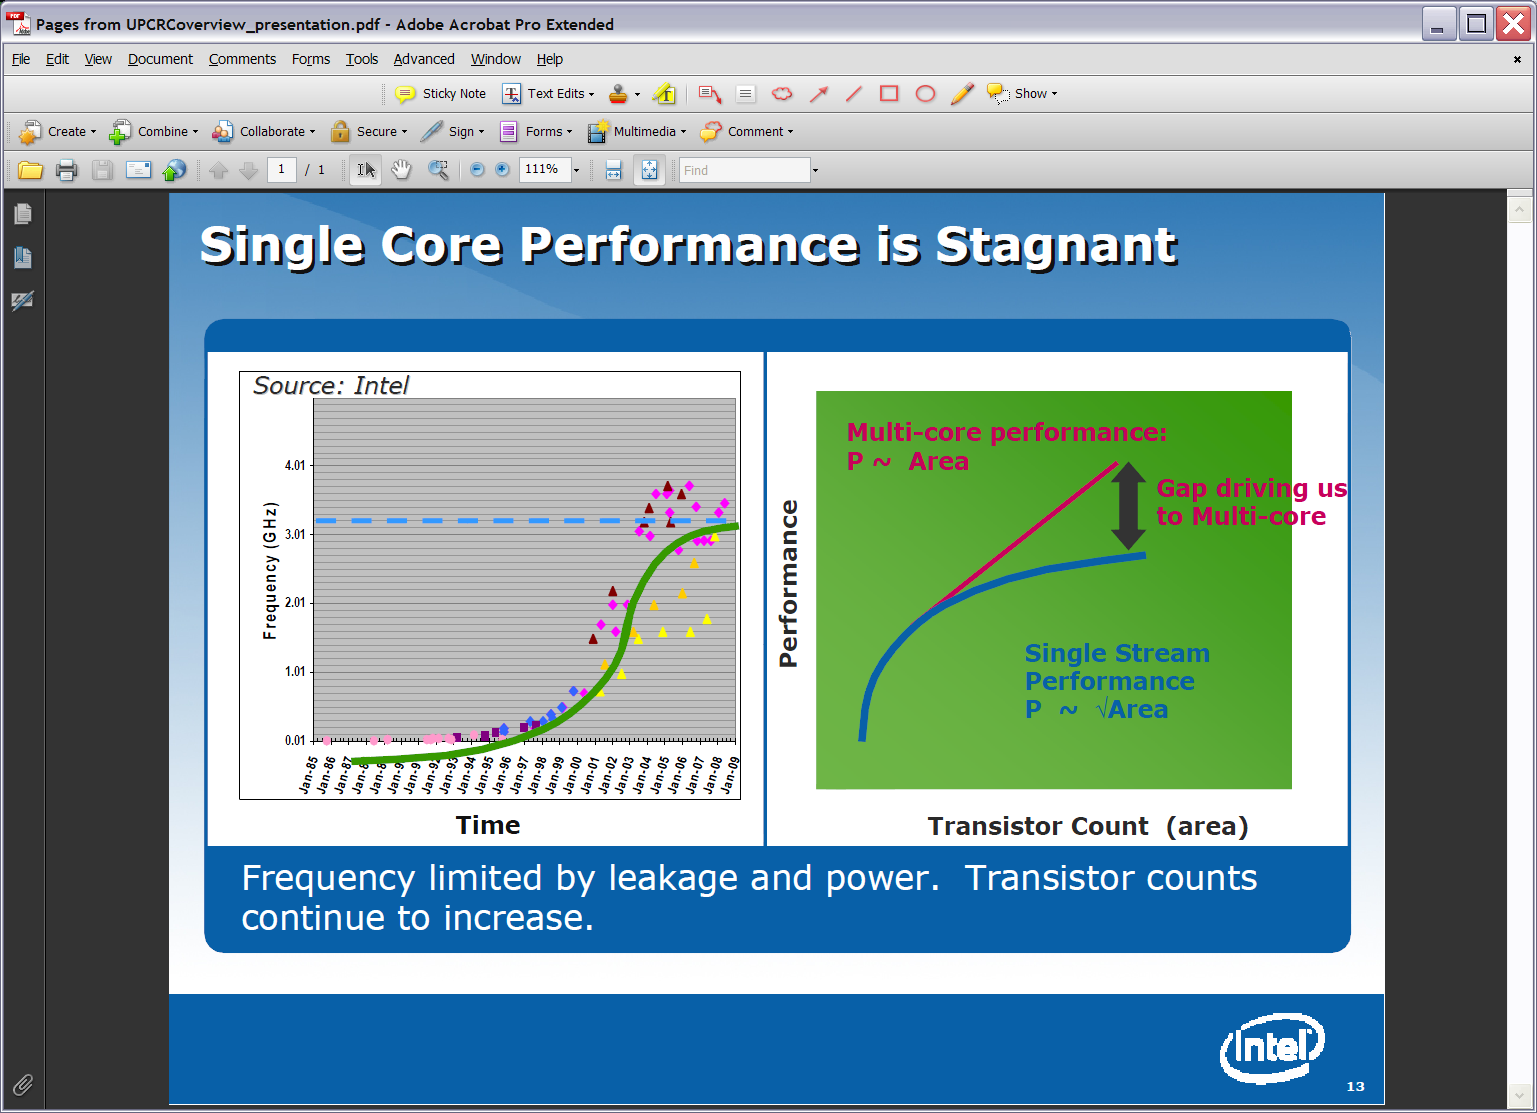 Pages from UPCRCoverview_presentation.pdf - Adobe Acrobat Pro Extended
File Edit View Document Comments Forms Tools Advanced Window Help
Sticky Note Text Edits Show
Create Combine Collaborate Secure Sign Forms Multimedia Comment
1 / 1 111% Find
Single Core Performance is Stagnant
Source: Intel
Frequency (GHz)
4.01
3.01
2.01
1.01
0.01
Jan-85 Jan-86 Jan-87 Jan-92 Jan-93 Jan-94 Jan-95 Jan-96 Jan-97 Jan-98 Jan-99 Jan-00 Jan-01 Jan-02 Jan-03 Jan-04 Jan-05 Jan-06 Jan-07 Jan-08 Jan-09
Time
Multi-core performance:
P ~ Area
Gap driving us
to Multi-core
Performance
Single Stream
Performance
P ~ √Area
Transistor Count (area)
Frequency limited by leakage and power. Transistor counts
continue to increase.
intel
13